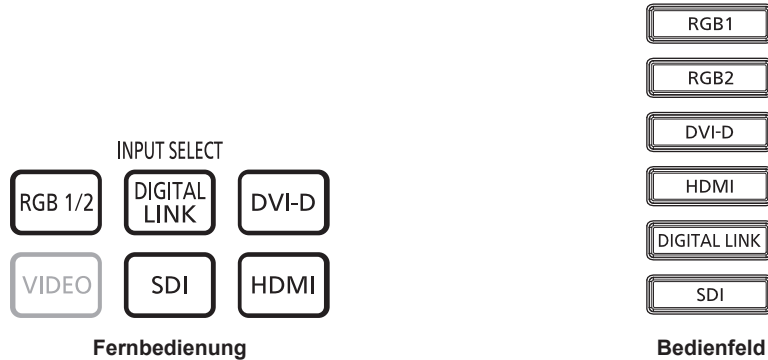 INPUT SELECT
RGB 1/2
DIGITAL
LINK
DVI-D
VIDEO
SDI
HDMI
Fernbedienung
RGB1
RGB2
DVI-D
HDMI
DIGITAL LINK
SDI
Bedienfeld